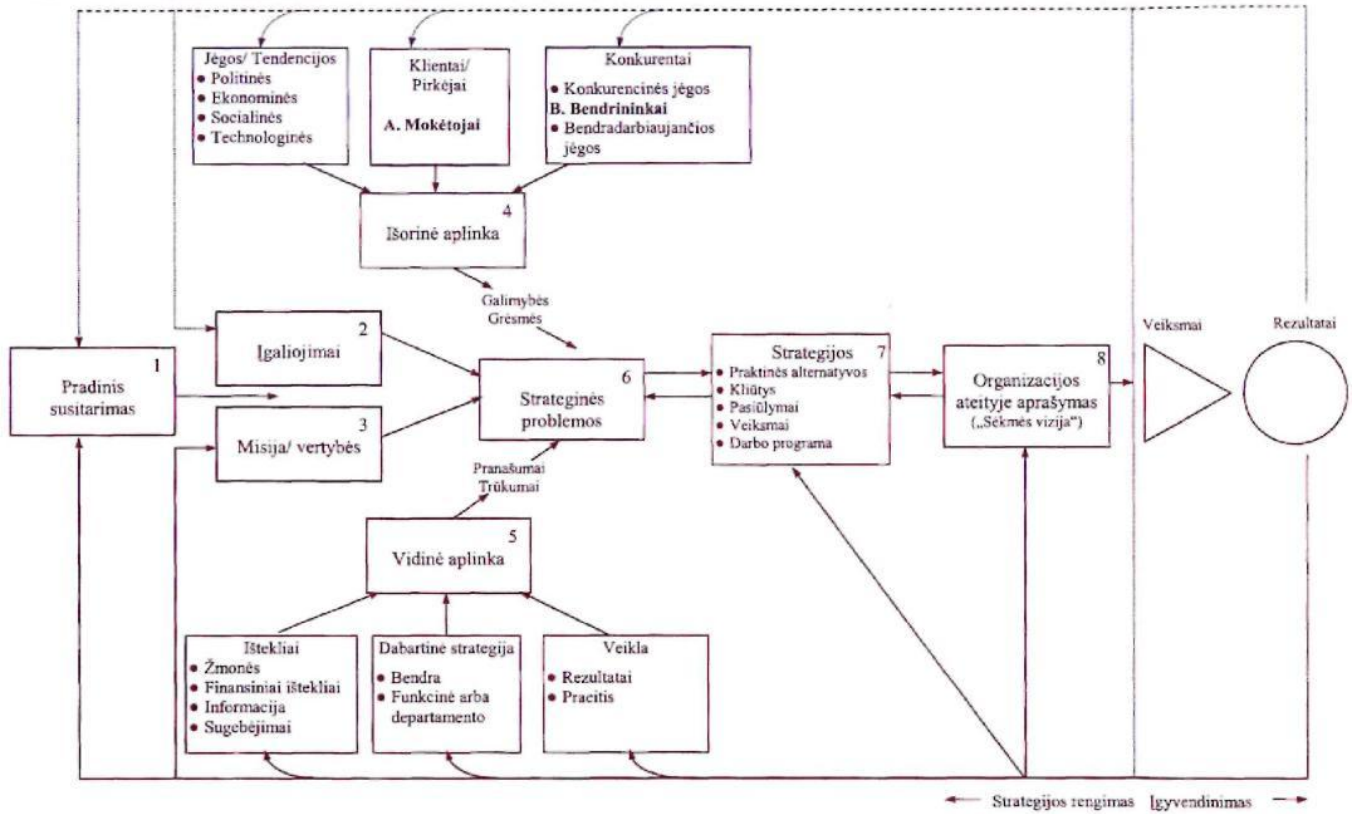 Jėgos/ Tendencijos
● Politinės
● Ekonominės
● Socialinės
● Technologinės
Klientai/
Pirkėjai
A. Mokėtojai
Konkurentai
● Konkurencinės jėgos
B. Bendrininkai
● Bendradarbiaujančios
jėgos
4
Išorinė aplinka
Galimybės
Grėsmės
1
Pradinis
susitarimas
2
Įgaliojimai
3
Misija/ vertybės
6
Strateginės
problemos
Strategijos 7
● Praktinės alternatyvos
● Kliūtys
● Pasiūlymai
● Veiksmai
● Darbo programa
8
Organizacijos
ateityje aprašymas
(„Sėkmės vizija“)
Veiksmai
Rezultatai
Pranašumai
Trūkumai
5
Vidinė aplinka
Ištekliai
● Žmonės
● Finansiniai ištekliai
● Informacija
● Sugebėjimai
Dabartinė strategija
● Bendra
● Funkcinė arba
departamento
Veikla
● Rezultatai
● Praeitis
Strategijos rengimas Įgyvendinimas